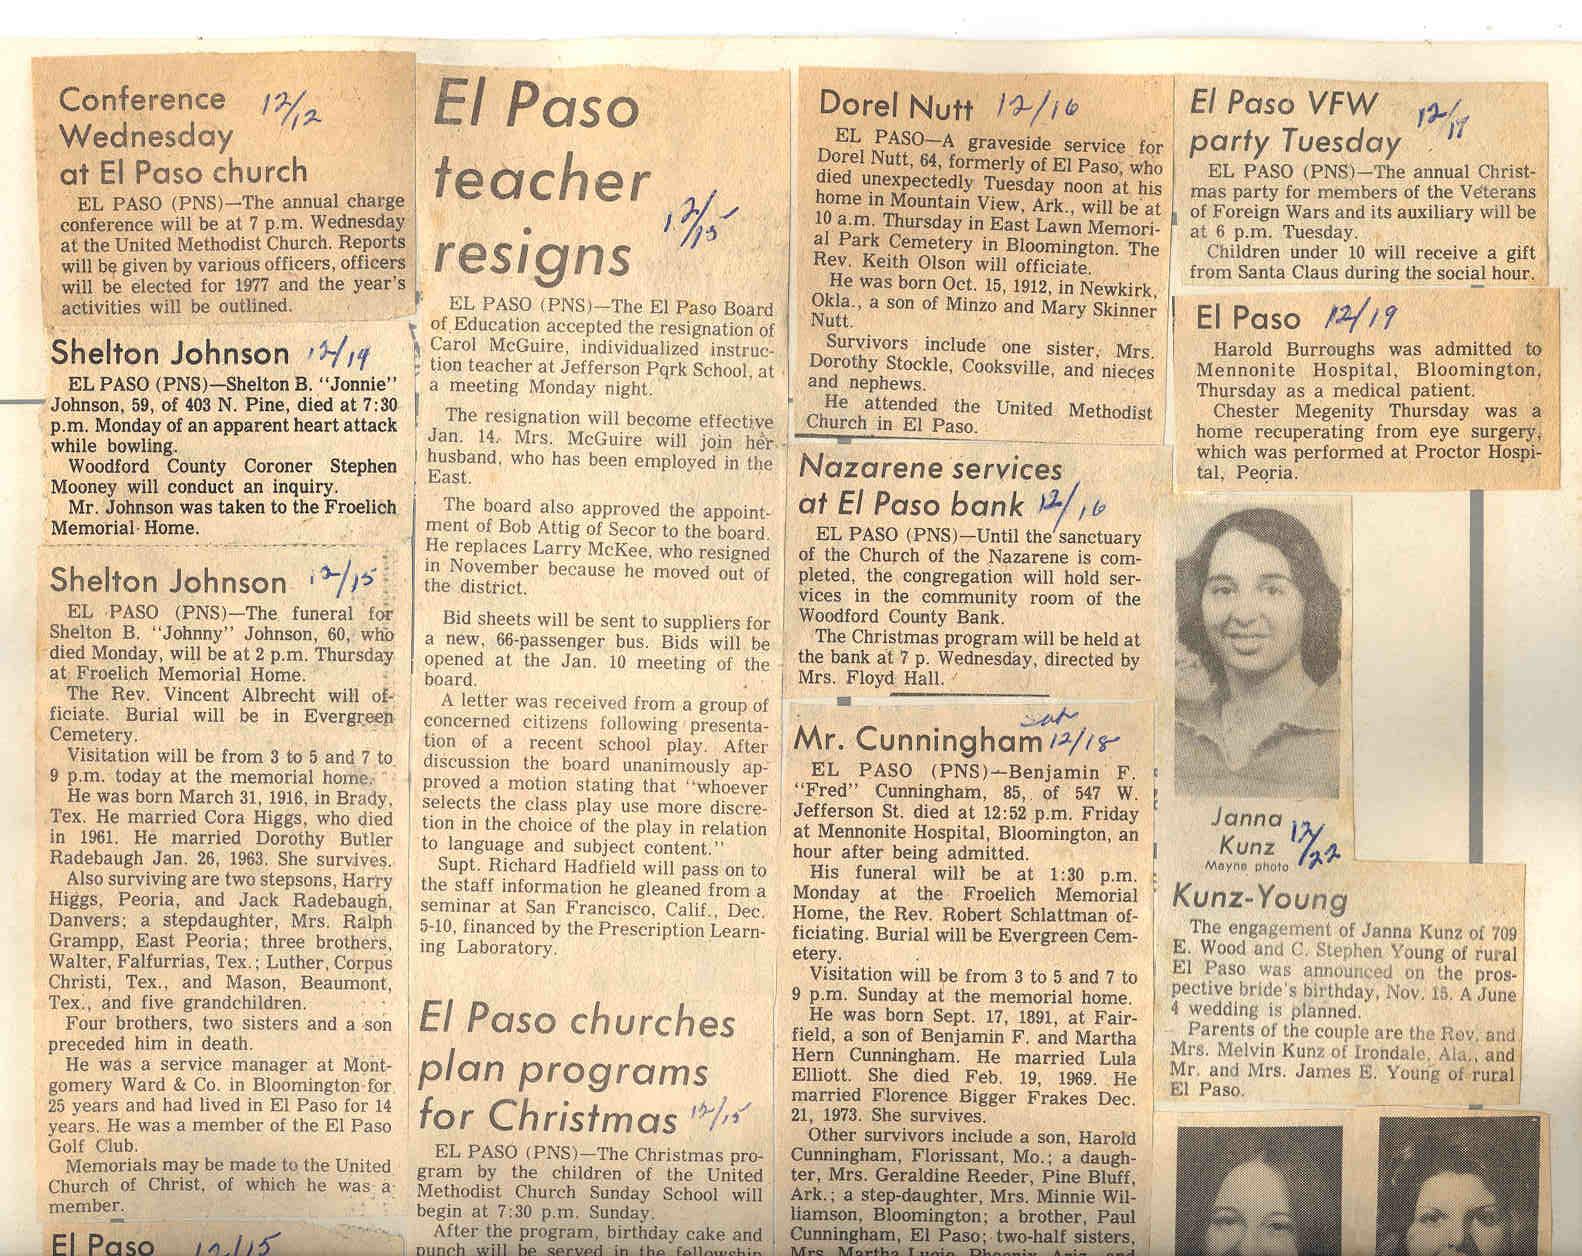 Conference 12/12
Wednesday
at El Paso church
EL PASO (PNS)—The annual charge
conference will be at 7 p.m. Wednesday
at the United Methodist Church. Reports
will be given by various officers, officers
will be elected for 1977 and the year's
activities will be outlined.
Shelton Johnson 12/14
EL PASO (PNS)—Shelton B. "Jonnie"
Johnson, 59, of 403 N. Pine, died at 7:30
p.m. Monday of an apparent heart attack
while bowling.
Woodford County Coroner Stephen
Mooney will conduct an inquiry.
Mr. Johnson was taken to the Froelich
Memorial Home.
Shelton Johnson 12/15
EL PASO (PNS)—The funeral for
Shelton B. "Johnny" Johnson, 60, who
died Monday, will be at 2 p.m. Thursday
at Froelich Memorial Home.
The Rev. Vincent Albrecht will of-
ficiate. Burial will be in Evergreen
Cemetery.
Visitation will be from 3 to 5 and 7 to
9 p.m. today at the memorial home.
He was born March 31, 1916, in Brady,
Tex. He married Cora Higgs, who died
in 1961. He married Dorothy Butler
Radebaugh Jan. 26, 1963. She survives.
Also surviving are two stepsons, Harry
Higgs, Peoria, and Jack Radebaugh,
Danvers; a stepdaughter, Mrs. Ralph
Grampp, East Peoria; three brothers,
Walter, Falfurrias, Tex.; Luther, Corpus
Christi, Tex., and Mason, Beaumont,
Tex., and five grandchildren.
Four brothers, two sisters and a son
preceded him in death.
He was a service manager at Mont-
gomery Ward & Co. in Bloomington for
25 years and had lived in El Paso for 14
years. He was a member of the El Paso
Golf Club.
Memorials may be made to the United
Church of Christ, of which he was a
member.
El Paso 12/15
El Paso
teacher
resigns 12/15
EL PASO (PNS)—The El Paso Board
of Education accepted the resignation of
Carol McGuire, individualized instruc-
tion teacher at Jefferson Pqrk School, at
a meeting Monday night.
The resignation will become effective
Jan. 14. Mrs. McGuire will join her
husband, who has been employed in the
East.
The board also approved the appoint-
ment of Bob Attig of Secor to the board.
He replaces Larry McKee, who resigned
in November because he moved out of
the district.
Bid sheets will be sent to suppliers for
a new, 66-passenger bus. Bids will be
opened at the Jan. 10 meeting of the
board.
A letter was received from a group of
concerned citizens following presenta-
tion of a recent school play. After
discussion the board unanimously ap-
proved a motion stating that "whoever
selects the class play use more discre-
tion in the choice of the play in relation
to language and subject content."
Supt. Richard Hadfield will pass on to
the staff information he gleaned from a
seminar at San Francisco, Calif., Dec.
5-10, financed by the Prescription Learn-
ing Laboratory.
El Paso churches
plan programs
for Christmas 12/15
EL PASO (PNS)—The Christmas pro-
gram by the children of the United
Methodist Church Sunday School will
begin at 7:30 p.m. Sunday.
After the program, birthday cake and
punch will be served in the fellowship
Dorel Nutt 12/16
EL PASO—A graveside service for
Dorel Nutt, 64, formerly of El Paso, who
died unexpectedly Tuesday noon at his
home in Mountain View, Ark., will be at
10 a.m. Thursday in East Lawn Memori-
al Park Cemetery in Bloomington. The
Rev. Keith Olson will officiate.
He was born Oct. 15, 1912, in Newkirk,
Okla., a son of Minzo and Mary Skinner
Nutt.
Survivors include one sister, Mrs.
Dorothy Stockle, Cooksville, and nieces
and nephews.
He attended the United Methodist
Church in El Paso.
Nazarene services
at El Paso bank 12/16
EL PASO (PNS)—Until the sanctuary
of the Church of the Nazarene is com-
pleted, the congregation will hold ser-
vices in the community room of the
Woodford County Bank.
The Christmas program will be held at
the bank at 7 p. Wednesday, directed by
Mrs. Floyd Hall.
Sat
Mr. Cunningham 12/18
EL PASO (PNS)—Benjamin F.
"Fred" Cunningham, 85, of 547 W.
Jefferson St. died at 12:52 p.m. Friday
at Mennonite Hospital, Bloomington, an
hour after being admitted.
His funeral will be at 1:30 p.m.
Monday at the Froelich Memorial
Home, the Rev. Robert Schlattman of-
ficiating. Burial will be Evergreen Cem-
etery.
Visitation will be from 3 to 5 and 7 to
9 p.m. Sunday at the memorial home.
He was born Sept. 17, 1891, at Fair-
field, a son of Benjamin F. and Martha
Hern Cunningham. He married Lula
Elliott. She died Feb. 19, 1969. He
married Florence Bigger Frakes Dec.
21, 1973. She survives.
Other survivors include a son, Harold
Cunningham, Florissant, Mo.; a daugh-
ter, Mrs. Geraldine Reeder, Pine Bluff,
Ark.; a step-daughter, Mrs. Minnie Wil-
liamson, Bloomington; a brother, Paul
Cunningham, El Paso; two-half sisters,
Mrs. Martha Lucie, Phoenix, Ariz., and
El Paso VFW
party Tuesday
EL PASO (PNS)—The annual Christ-
mas party for members of the Veterans
of Foreign Wars and its auxiliary will be
at 6 p.m. Tuesday.
Children under 10 will receive a gift
from Santa Claus during the social hour.
El Paso 12/19
Harold Burroughs was admitted to
Mennonite Hospital, Bloomington,
Thursday as a medical patient.
Chester Megenity Thursday was a
home recuperating from eye surgery,
which was performed at Proctor Hospi-
tal, Peoria.
Janna 12/22
Kunz
Mayne photo
Kunz-Young
The engagement of Janna Kunz of 709
E. Wood and C. Stephen Young of rural
El Paso was announced on the pros-
pective bride's birthday, Nov. 15. A June
4 wedding is planned.
Parents of the couple are the Rev. and
Mrs. Melvin Kunz of Irondale, Ala., and
Mr. and Mrs. James E. Young of rural
El Paso.